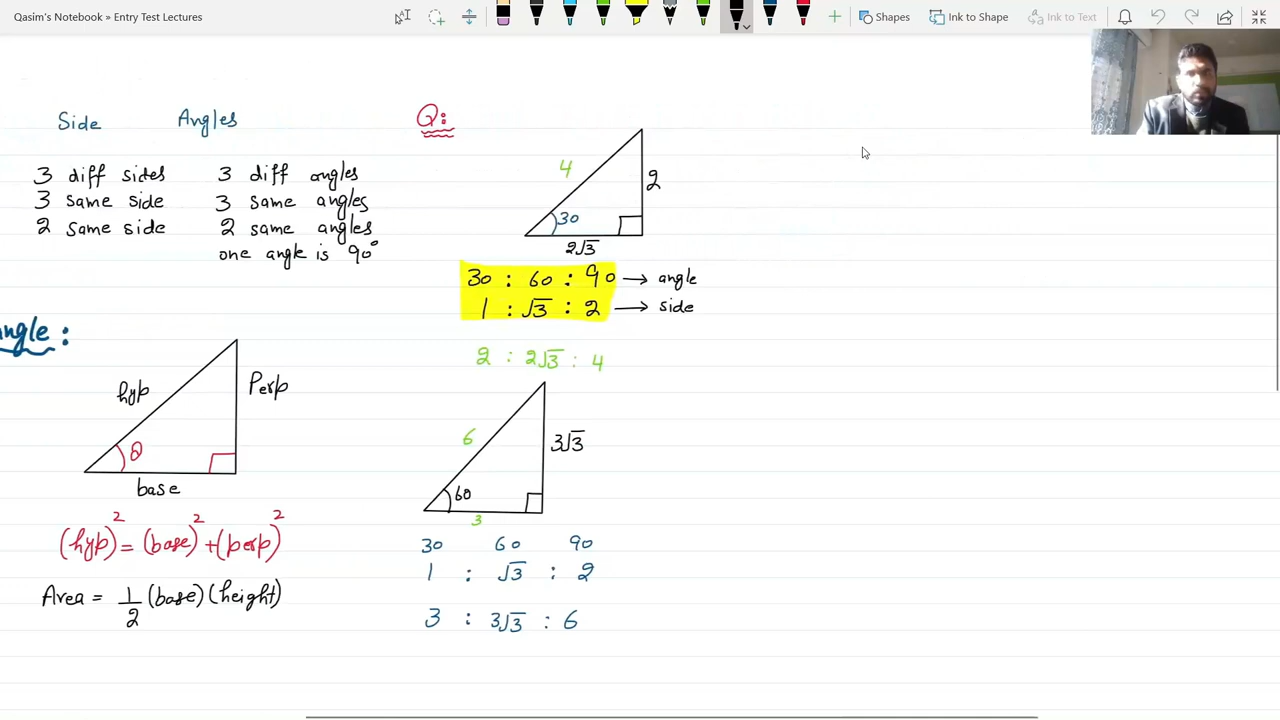 Qasim's Notebook » Entry Test Lectures
Shapes
Ink to Shape
Ink to Text
Side Angles
3 diff sides 3 diff angles
3 same side 3 same angles
2 same side 2 same angles
one angle is 90°
ngle:
hyp
Perp
θ
base
(hyp)² = (base)² + (perp)²
Area = 1/2 (base)(height)
Q:
4
2
30
2√3
30 : 60 : 90 → angle
1 : √3 : 2 → side
2 : 2√3 : 4
6
3√3
60
3
30 60 90
1 : √3 : 2
3 : 3√3 : 6